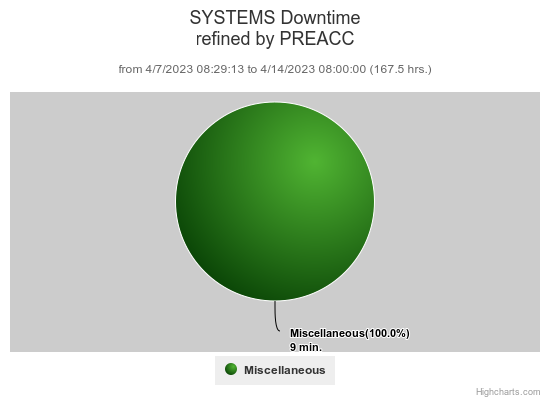 SYSTEMS Downtime
refined by PREACC
from 4/7/2023 08:29:13 to 4/14/2023 08:00:00 (167.5 hrs.)
Miscellaneous(100.0%)
9 min.
Miscellaneous
Highcharts.com